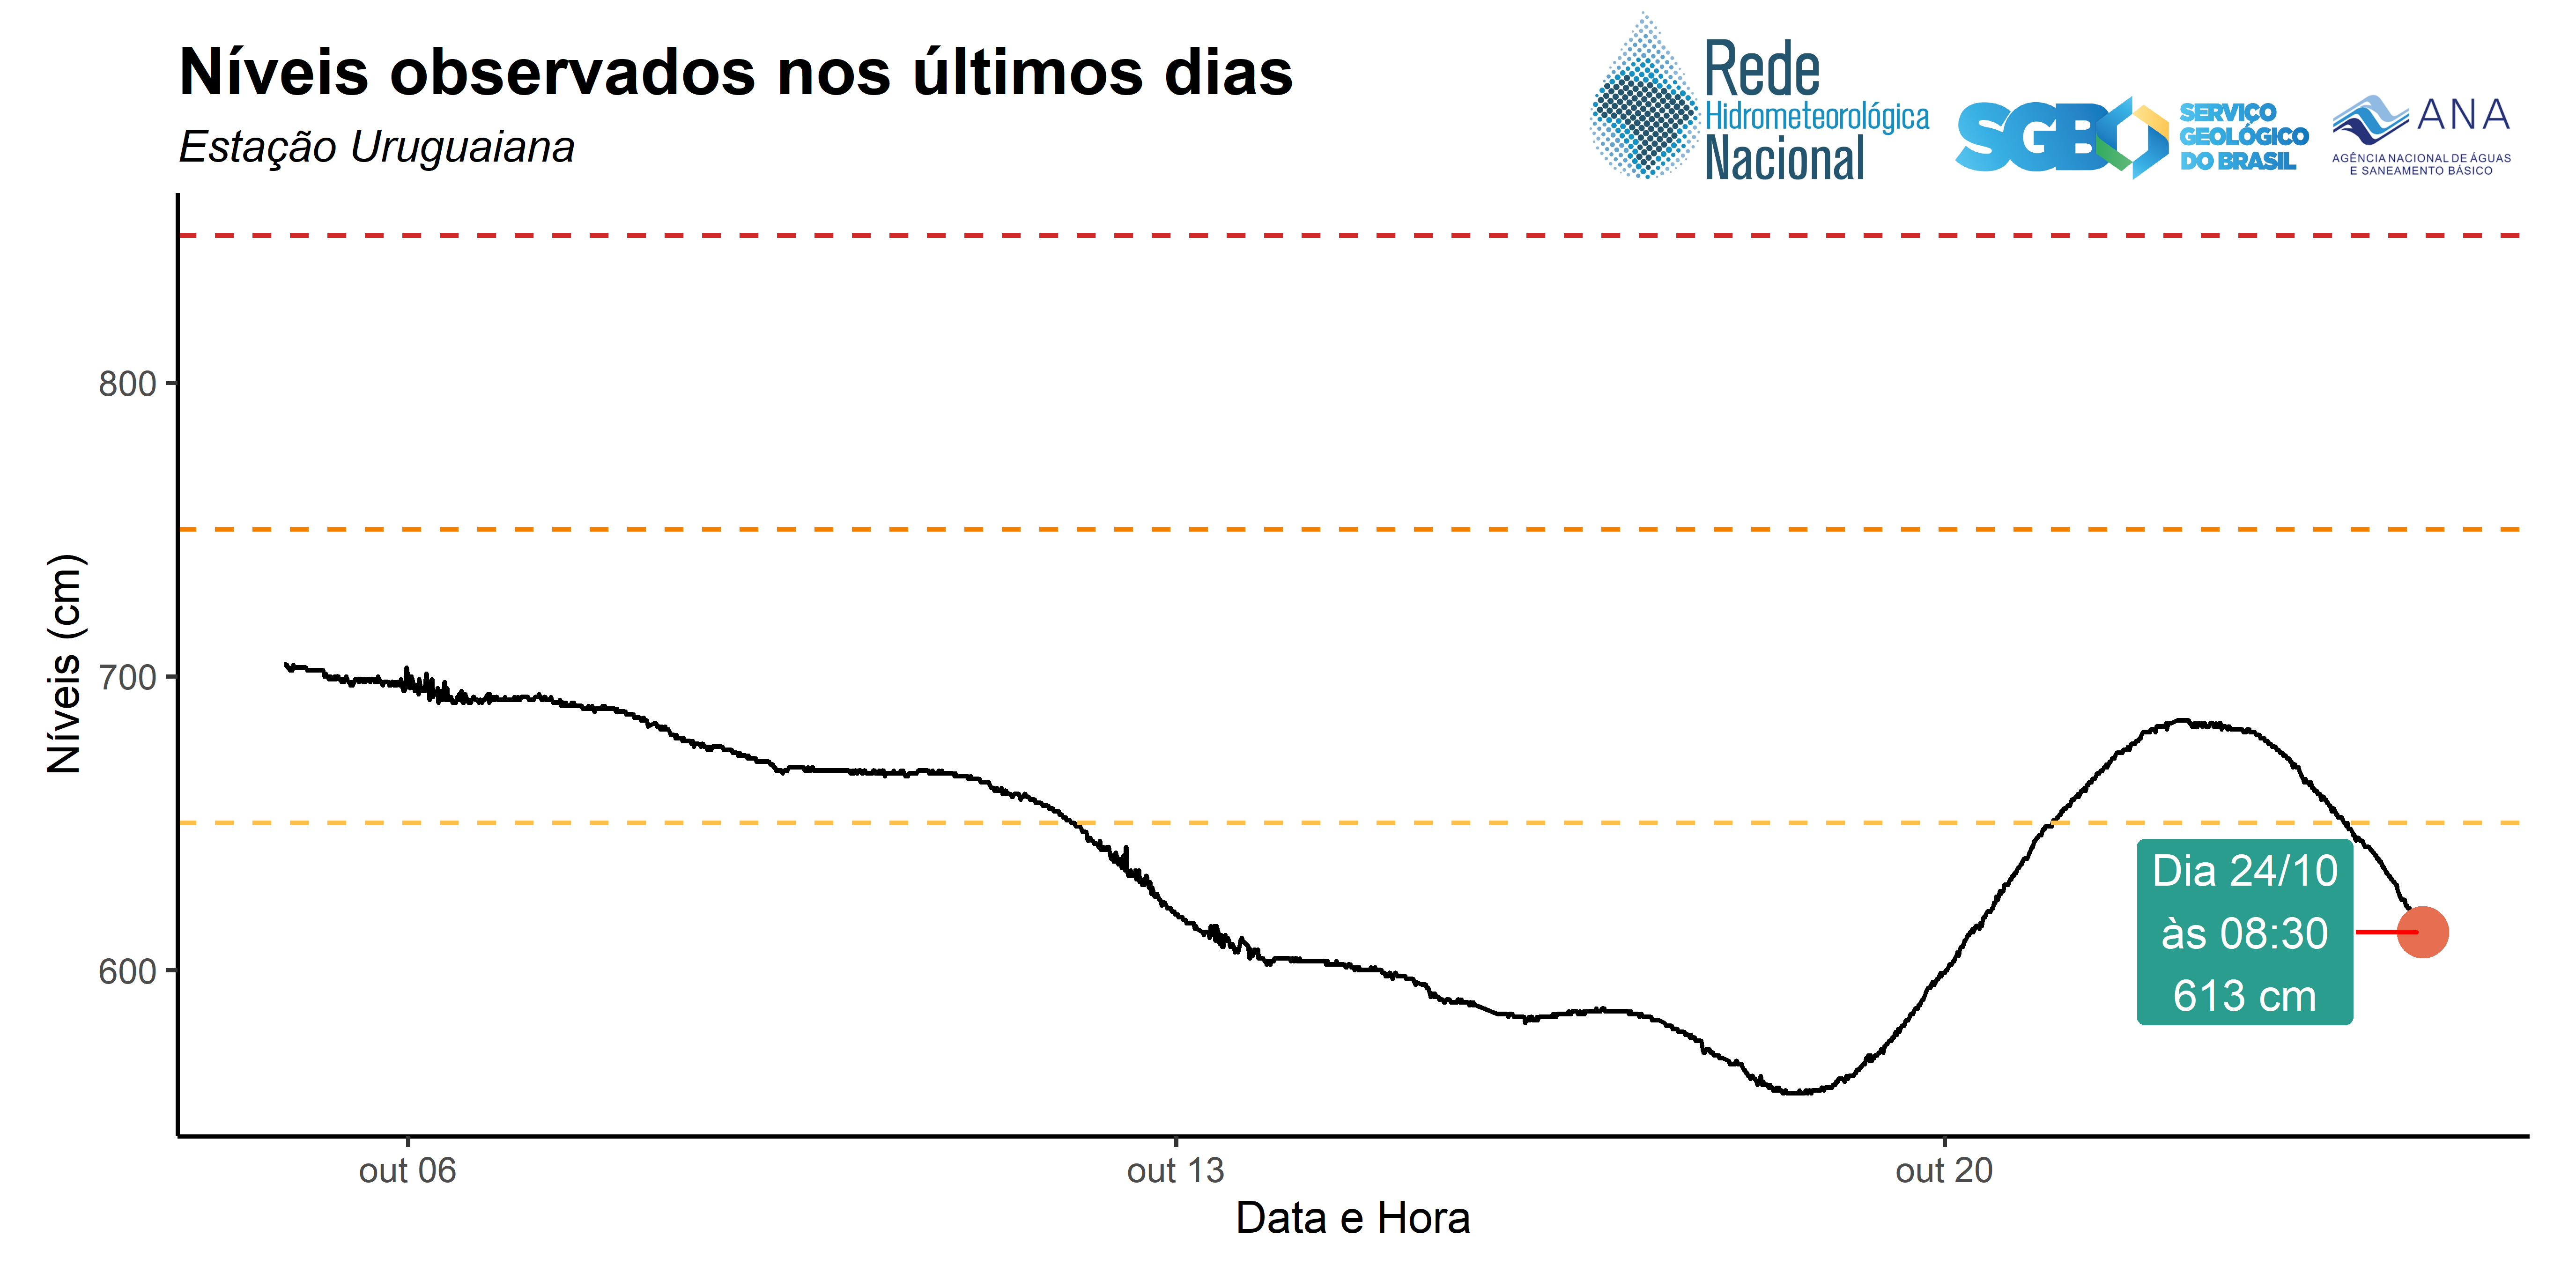 Níveis observados nos últimos dias
Estação Uruguaiana
Rede
Hidrometeorológica
Nacional
SGB
SERVIÇO
GEOLÓGICO
DO BRASIL
ANA
AGÊNCIA NACIONAL DE ÁGUAS
E SANEAMENTO BÁSICO
Níveis (cm)
800
700
600
Dia 24/10
às 08:30
613 cm
out 06
out 13
out 20
Data e Hora